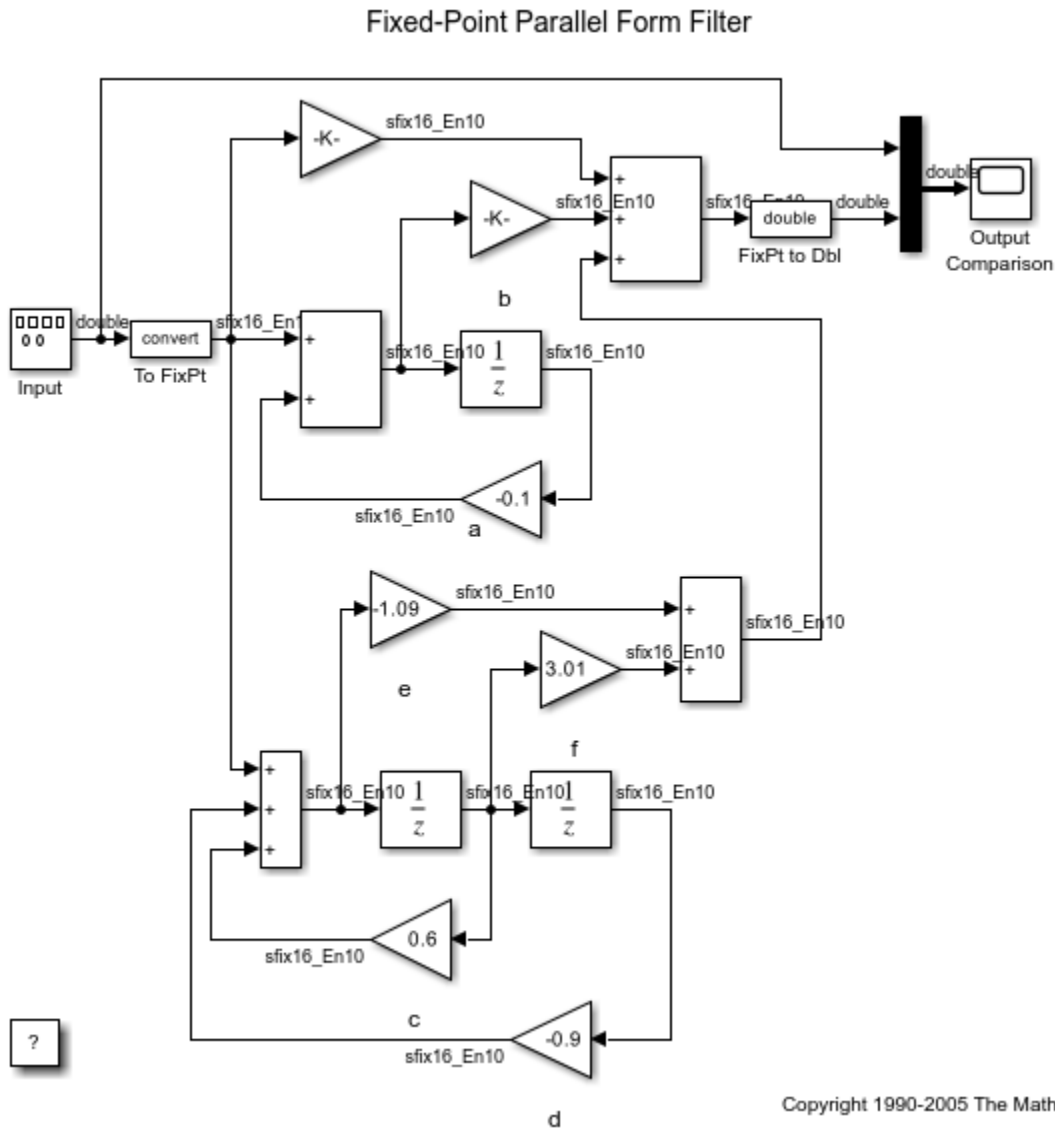 Fixed-Point Parallel Form Filter
-K-
sfix16_En10
+
-K-
sfix16_En10
+
+
sfix16_En10
double
FixPt to Dbl
double
double
Output
Comparison
b
Input
double
convert
To FixPt
sfix16_En1
+
+
sfix16_En10
1
z
sfix16_En10
-0.1
sfix16_En10
a
-1.09
sfix16_En10
e
3.01
sfix16_En10
f
+
+
sfix16_En10
+
+
+
sfix16_En10
1
z
sfix16_En10
1
z
sfix16_En10
0.6
sfix16_En10
c
-0.9
sfix16_En10
d
?
Copyright 1990-2005 The Math